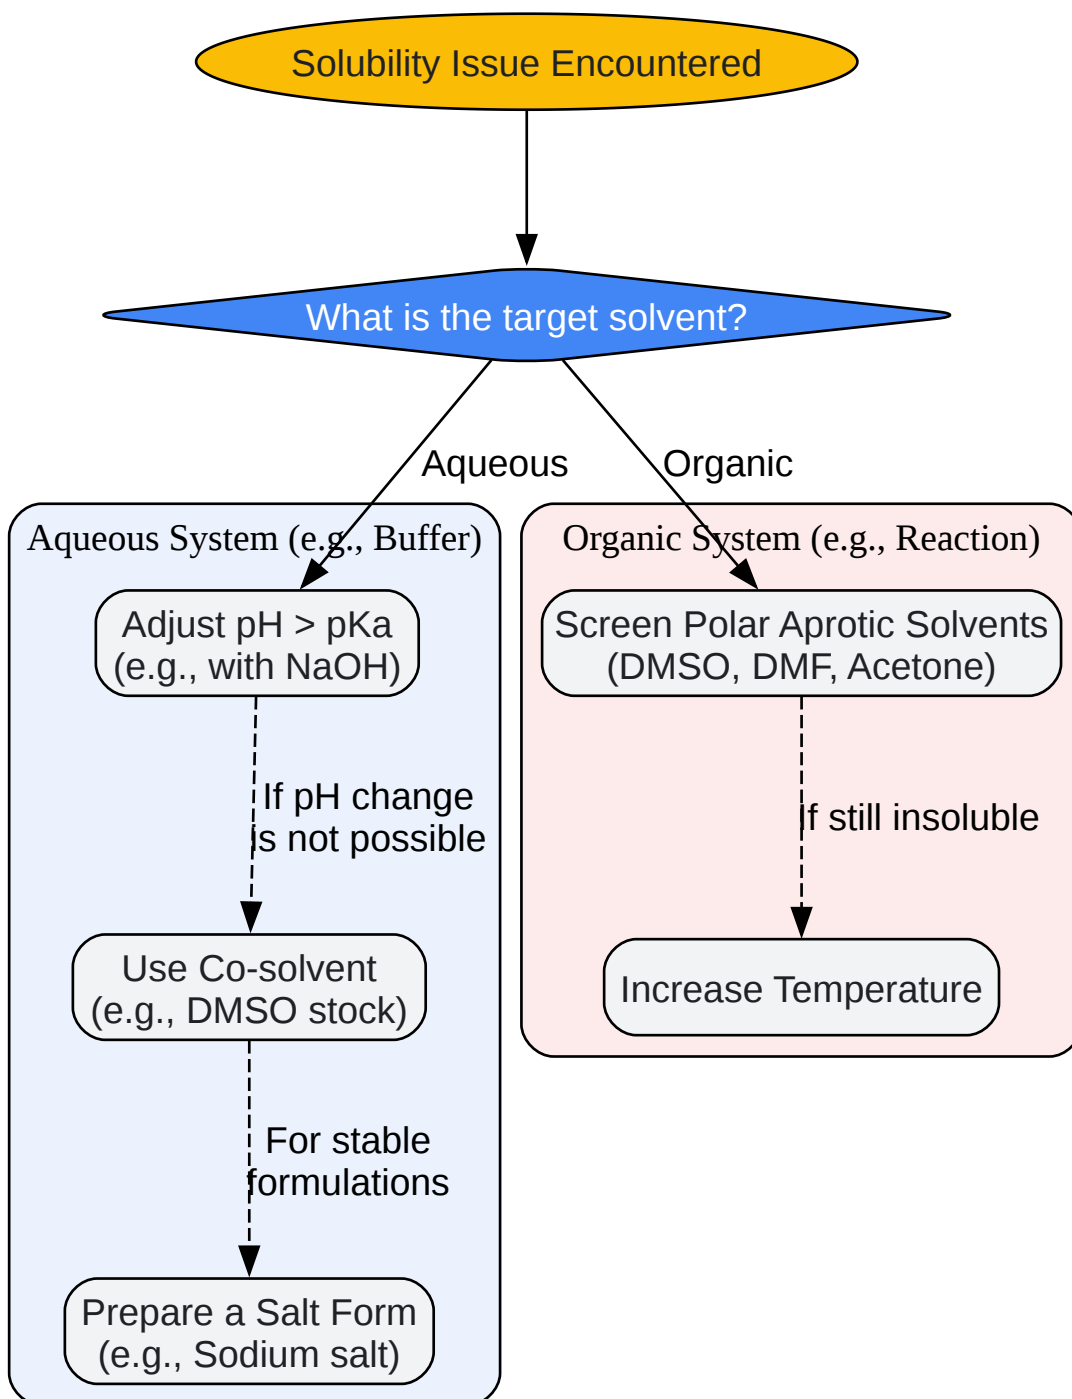 Solubility Issue Encountered
What is the target solvent?
Aqueous
Organic
Aqueous System (e.g., Buffer)
Adjust pH > pKa
(e.g., with NaOH)
If pH change
is not possible
Use Co-solvent
(e.g., DMSO stock)
For stable
formulations
Prepare a Salt Form
(e.g., Sodium salt)
Organic System (e.g., Reaction)
Screen Polar Aprotic Solvents
(DMSO, DMF, Acetone)
If still insoluble
Increase Temperature